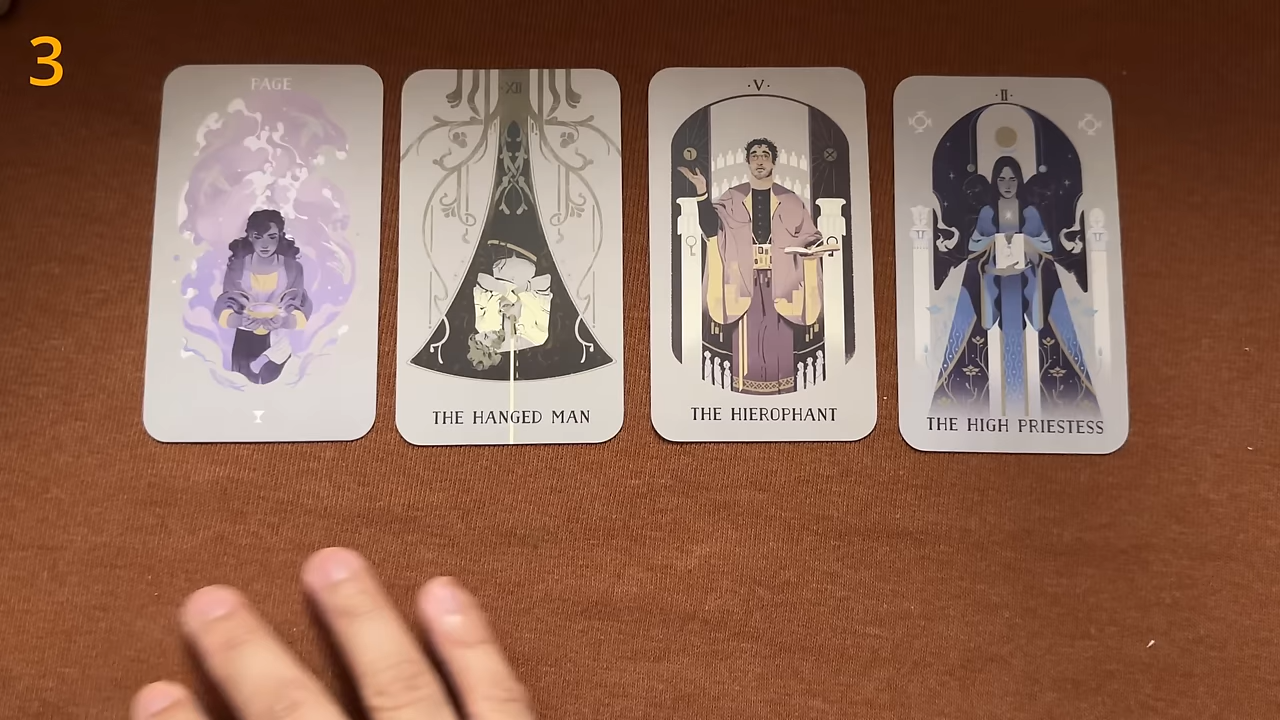 3
PAGE
XII
THE HANGED MAN
·V·
THE HIEROPHANT
·II·
THE HIGH PRIESTESS